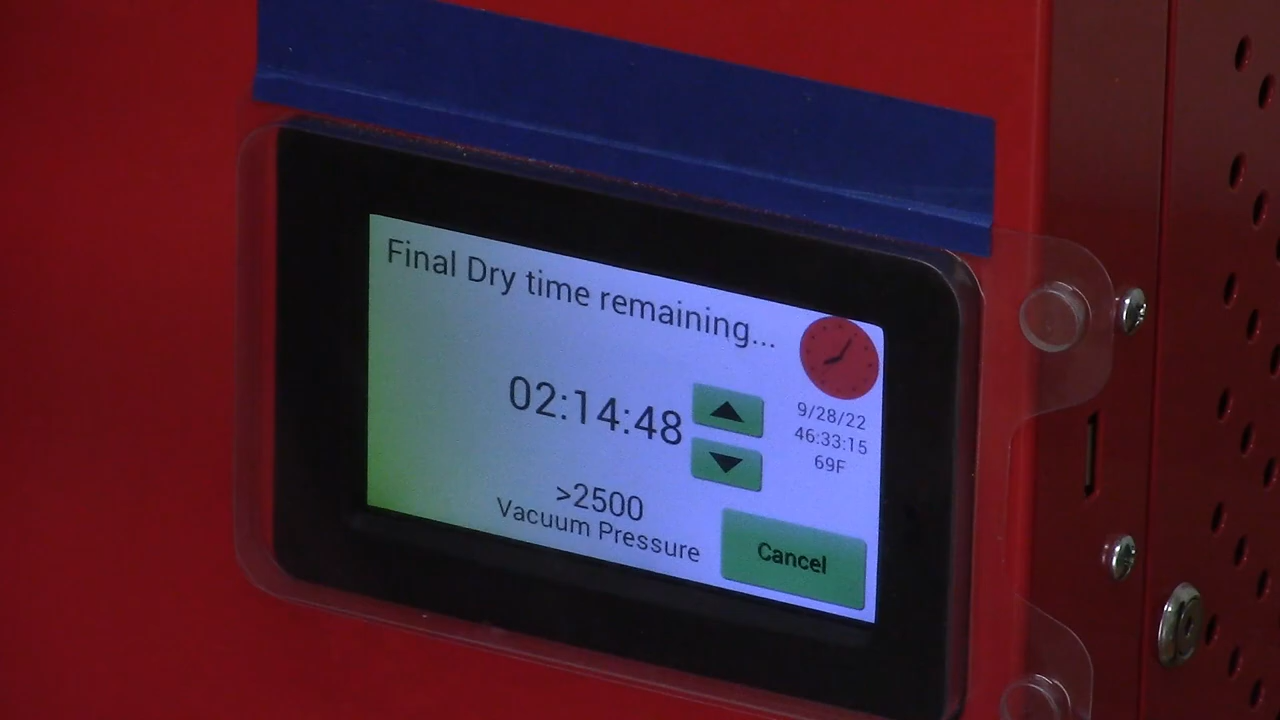 Final Dry time remaining...
02:14:48
9/28/22
46:33:15
69F
>2500
Vacuum Pressure
Cancel